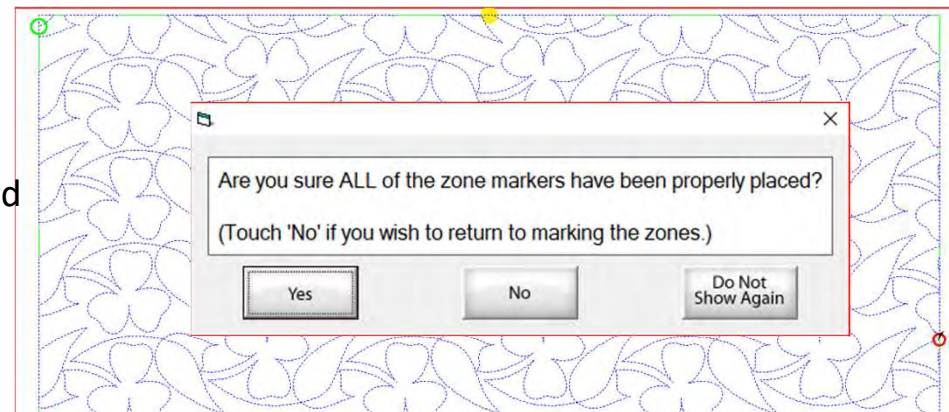 d
Are you sure ALL of the zone markers have been properly placed?
(Touch 'No' if you wish to return to marking the zones.)
Yes
No
Do Not
Show Again